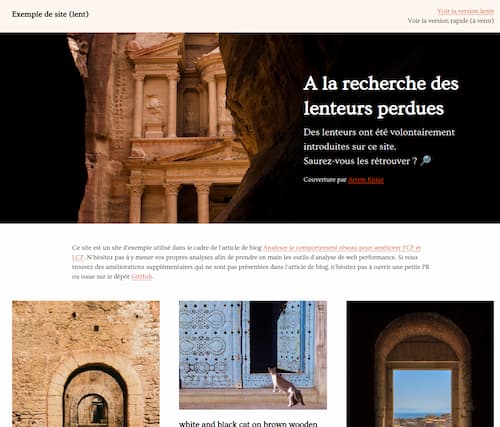 Exemple de site (lent)
Voir la version lente
Voir la version rapide (à venir)
A la recherche des
lenteurs perdues
Des lenteurs ont été volontairement
introduites sur ce site.
Saurez-vous les rétrouver ? 🔎
Couverture par Artem Kniaz
Ce site est un site d'exemple utilisé dans le cadre de l'article de blog Analyser le comportement réseau pour améliorer FCP et
LCP. N'hésitez pas à y mener vos propres analyses afin de prendre en main les outils d'analyse de web performance. Si vous
trouvez des améliorations supplémentaires qui ne sont pas présentées dans l'article de blog, n'hésitez pas à ouvrir une petite PR
ou issue sur le dépôt GitHub.
white and black cat on brown wooden